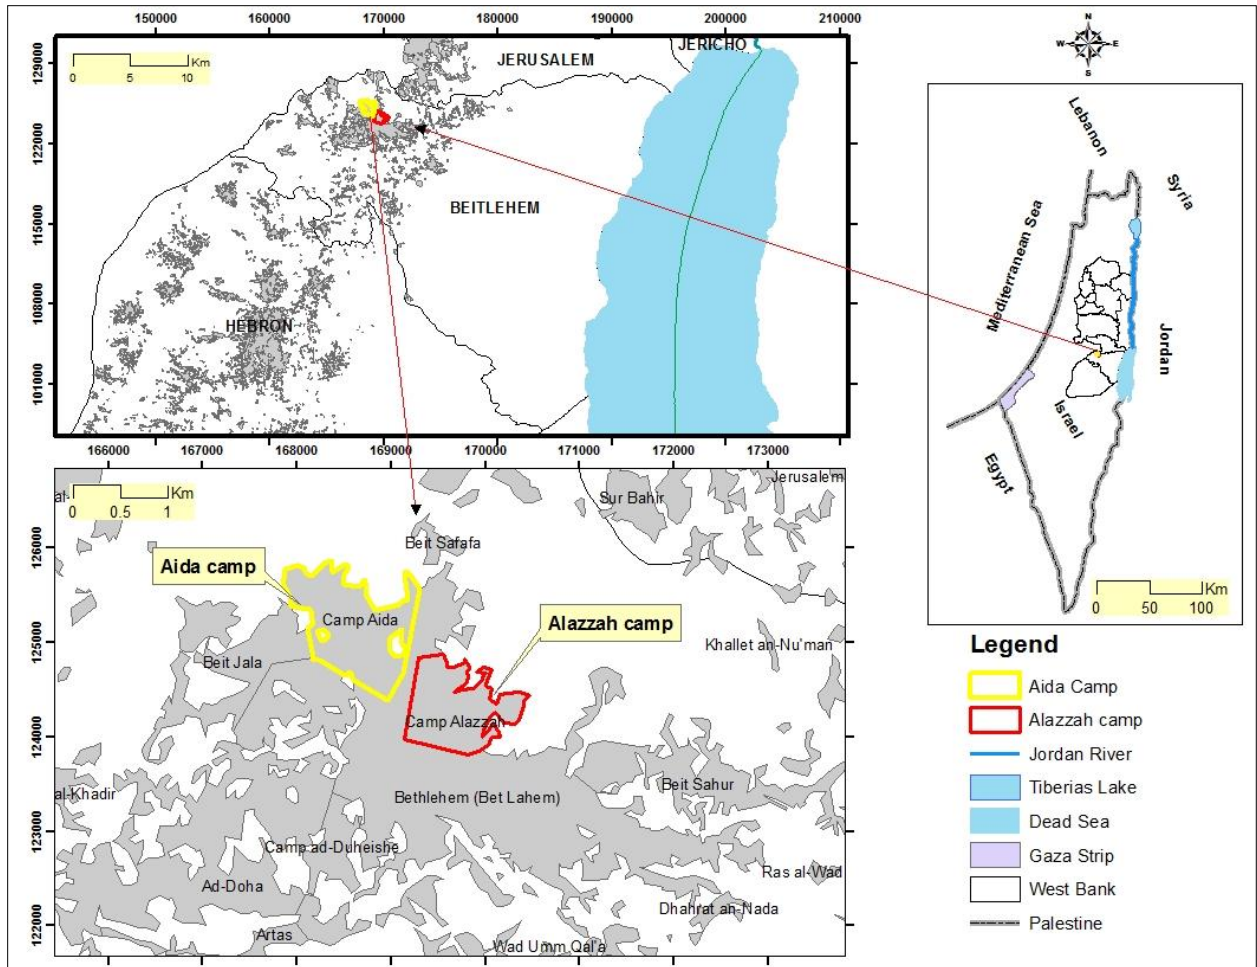 150000 160000 170000 180000 190000 200000 210000
129000
122000
115000
108000
101000
Km
0 5 10
JERUSALEM
JERICHO
BEITLEHEM
HEBRON
166000 167000 168000 169000 170000 171000 172000 173000
126000
125000
124000
123000
122000
Km
0 0.5 1
al-
Sur Bahir
Jerusalem
Beit Safafa
Aida camp
Camp Aida
Alazzah camp
Khallet an-Nu'man
Beit Jala
Camp Alazzah
al-Khadir
Bethlehem (Bet Lahem)
Beit Sahur
Camp ad-Duheishe
Ras al-Wad
Ad-Doha
Dhahrat an-Nada
Artas
Wad Umm Qal'a
N
W E
S
Lebanon
Syria
Mediterranean Sea
Jordan
Israel
Egypt
Km
0 50 100
Legend
Aida Camp
Alazzah camp
Jordan River
Tiberias Lake
Dead Sea
Gaza Strip
West Bank
Palestine